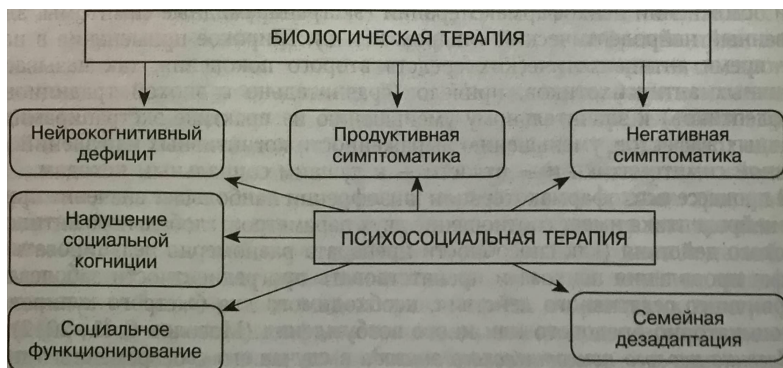 БИОЛОГИЧЕСКАЯ ТЕРАПИЯ
Нейрокогнитивный
дефицит
Продуктивная
симптоматика
Негативная
симптоматика
Нарушение
социальной
когниции
ПСИХОСОЦИАЛЬНАЯ ТЕРАПИЯ
Социальное
функционирование
Семейная
дезадаптация